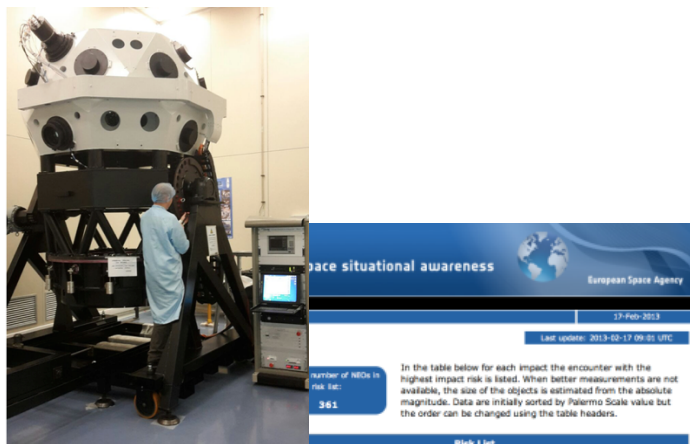 pace situational awareness
European Space Agency
17-Feb-2013
Last update: 2013-02-17 09:01 UTC
number of NEOs in
risk list:
361
In the table below for each impact the encounter with the
highest impact risk is listed. When better measurements are not
available, the size of the objects is estimated from the absolute
magnitude. Data are initially sorted by Palermo Scale value but
the order can be changed using the table headers.
Risk List